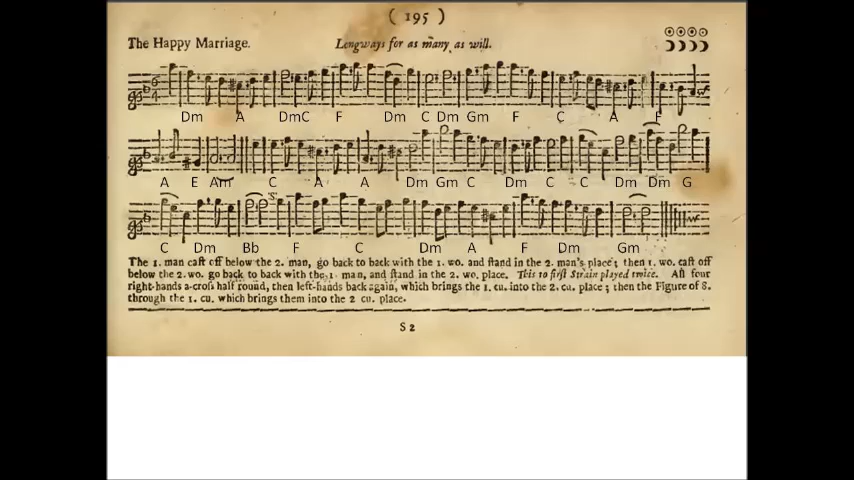 ( 195 )
The Happy Marriage. Longways for as many as will.
Dm A DmC F Dm C Dm Gm F C A F
A E Am C A A Dm Gm C Dm C C Dm Dm G
C Dm Bb F C Dm A F Dm Gm
The 1. man caſt off below the 2. man, go back to back with the 1. wo. and ſtand in the 2. man's place; then 1. wo. caſt off
below the 2. wo. go back to back with the 1. man, and ſtand in the 2. wo. place. This to firſt Strain played twice. All four
right-hands a-croſs half round, then left-hands back again, which brings the 1. cu. into the 2. cu. place; then the Figure of 8.
through the 1. cu. which brings them into the 2 cu. place.
S 2